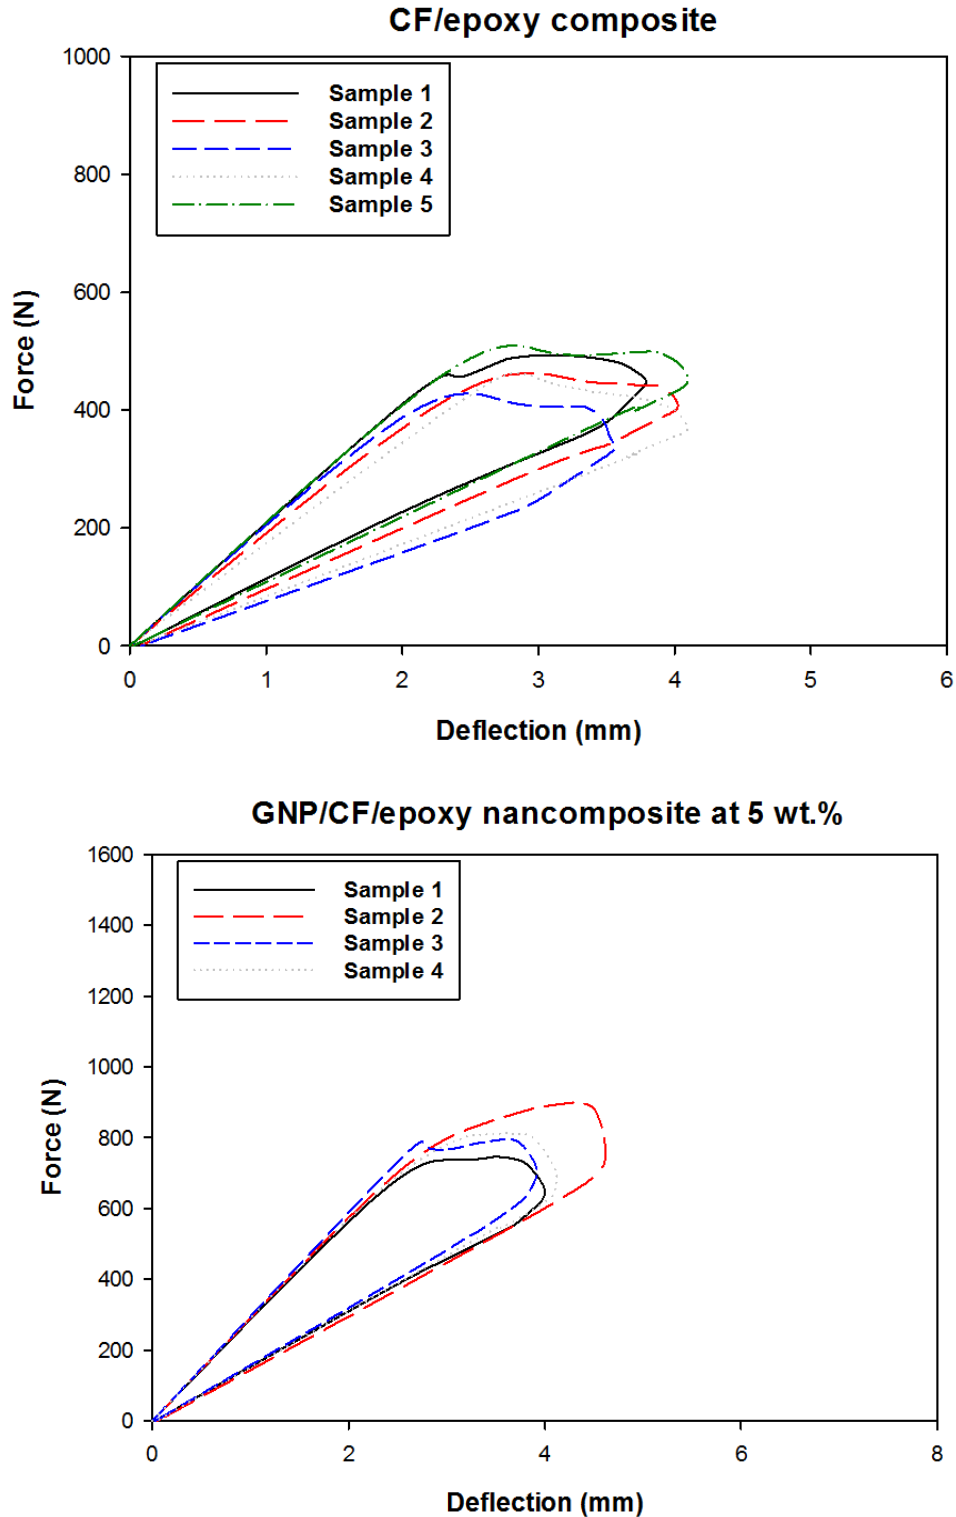 CF/epoxy composite
1000
800
600
400
200
0
Force (N)
Sample 1
Sample 2
Sample 3
Sample 4
Sample 5
0 1 2 3 4 5 6
Deflection (mm)
GNP/CF/epoxy nancomposite at 5 wt.%
1600
1400
1200
1000
800
600
400
200
0
Force (N)
Sample 1
Sample 2
Sample 3
Sample 4
0 2 4 6 8
Deflection (mm)